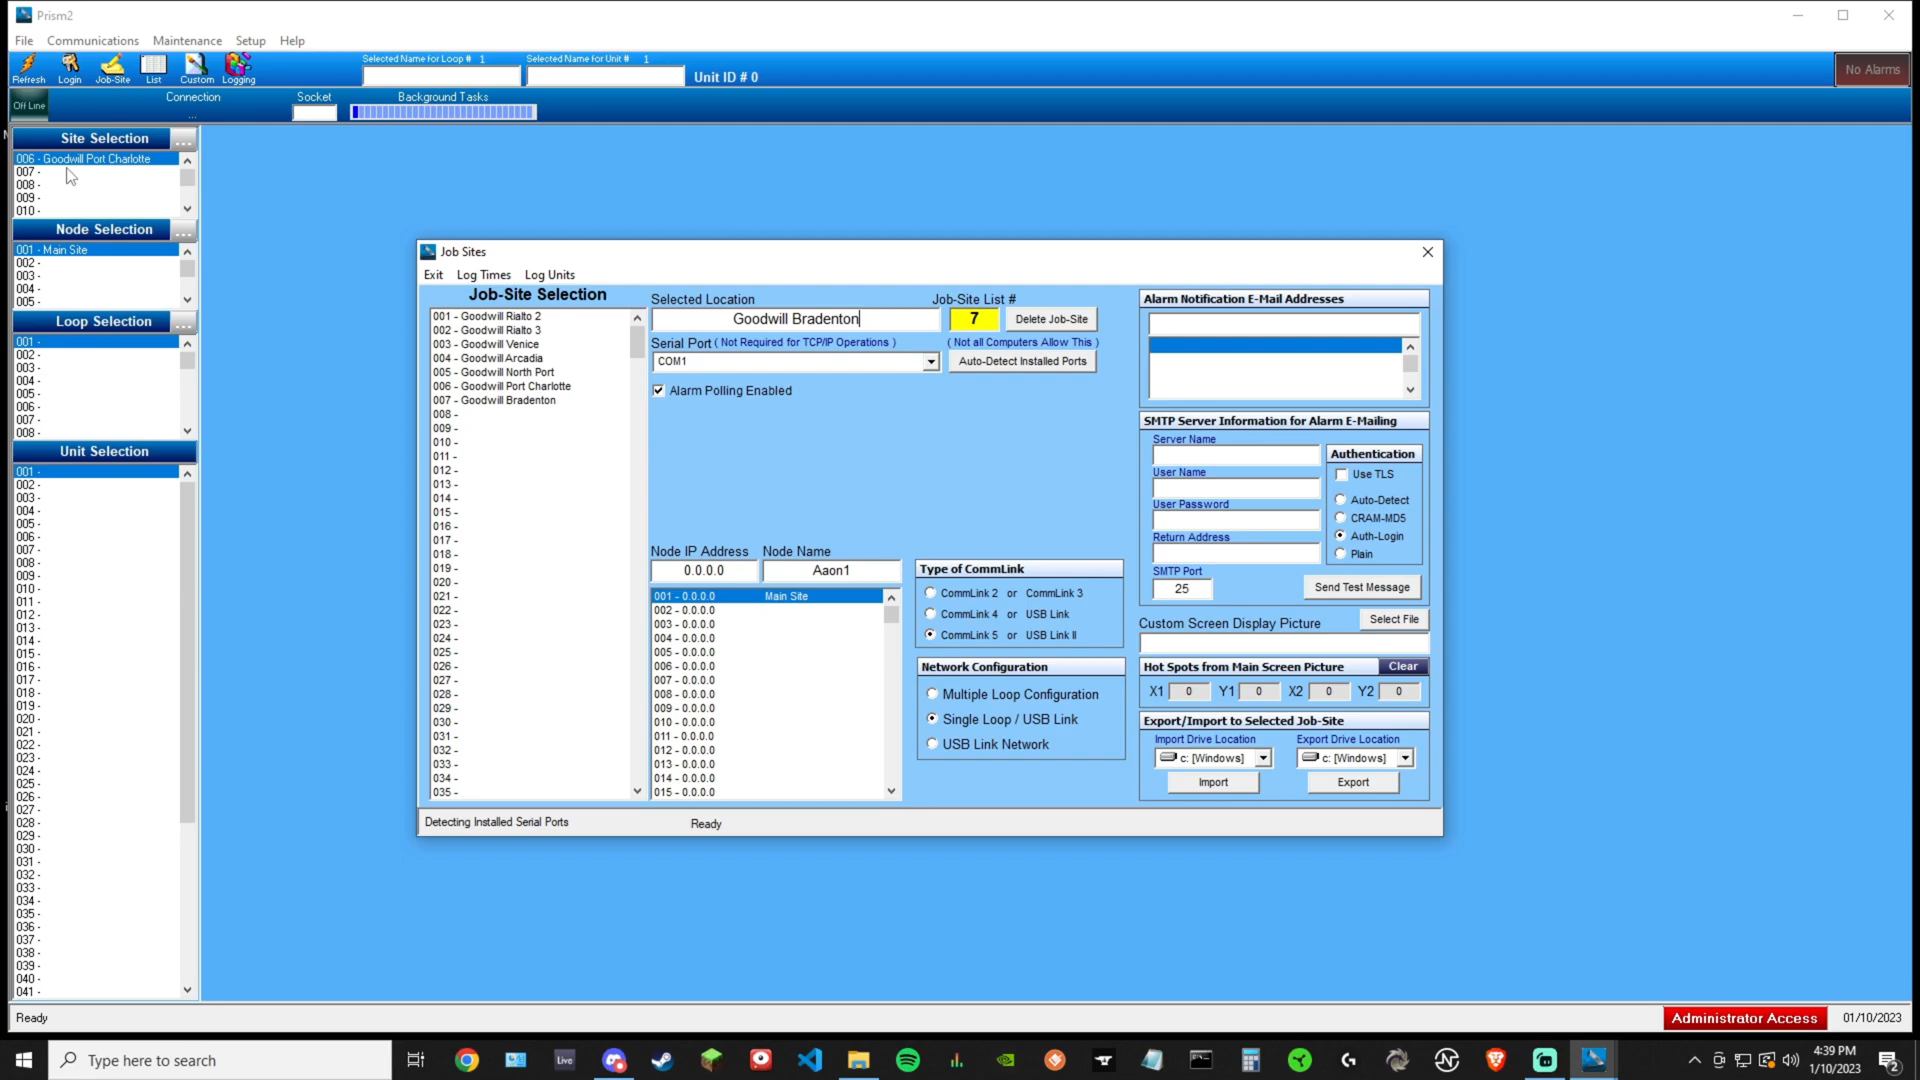 Prism2
File Communications Maintenance Setup Help
Refresh Login Job-Site List Custom Logging
Selected Name for Loop # 1 Selected Name for Unit # 1
Unit ID # 0
No Alarms
Off Line
Connection
...
Socket
Background Tasks
Site Selection ...
006 - Goodwill Port Charlotte
007 -
008 -
009 -
010 -
Node Selection ...
001 - Main Site
002 -
003 -
004 -
005 -
Loop Selection ...
001 -
002 -
003 -
004 -
005 -
006 -
007 -
008 -
Unit Selection
001 -
002 -
003 -
004 -
005 -
006 -
007 -
008 -
009 -
010 -
011 -
012 -
013 -
014 -
015 -
016 -
017 -
018 -
019 -
020 -
021 -
022 -
023 -
024 -
025 -
026 -
027 -
028 -
029 -
030 -
031 -
032 -
033 -
034 -
035 -
036 -
037 -
038 -
039 -
040 -
041 -
Job Sites
Exit Log Times Log Units
Job-Site Selection
001 - Goodwill Rialto 2
002 - Goodwill Rialto 3
003 - Goodwill Venice
004 - Goodwill Arcadia
005 - Goodwill North Port
006 - Goodwill Port Charlotte
007 - Goodwill Bradenton
008 -
009 -
010 -
011 -
012 -
013 -
014 -
015 -
016 -
017 -
018 -
019 -
020 -
021 -
022 -
023 -
024 -
025 -
026 -
027 -
028 -
029 -
030 -
031 -
032 -
033 -
034 -
035 -
Selected Location
Goodwill Bradenton
Job-Site List #
7
Delete Job-Site
Serial Port ( Not Required for TCP/IP Operations )
( Not all Computers Allow This )
COM1
Auto-Detect Installed Ports
Alarm Polling Enabled
Node IP Address Node Name
0.0.0.0 Aaon1
001 - 0.0.0.0 Main Site
002 - 0.0.0.0
003 - 0.0.0.0
004 - 0.0.0.0
005 - 0.0.0.0
006 - 0.0.0.0
007 - 0.0.0.0
008 - 0.0.0.0
009 - 0.0.0.0
010 - 0.0.0.0
011 - 0.0.0.0
012 - 0.0.0.0
013 - 0.0.0.0
014 - 0.0.0.0
015 - 0.0.0.0
Type of CommLink
CommLink 2 or CommLink 3
CommLink 4 or USB Link
CommLink 5 or USB Link II
Network Configuration
Multiple Loop Configuration
Single Loop / USB Link
USB Link Network
Alarm Notification E-Mail Addresses
SMTP Server Information for Alarm E-Mailing
Server Name
User Name
User Password
Return Address
SMTP Port
25
Authentication
Use TLS
Auto-Detect
CRAM-MD5
Auth-Login
Plain
Send Test Message
Custom Screen Display Picture
Select File
Hot Spots from Main Screen Picture Clear
X1 0 Y1 0 X2 0 Y2 0
Export/Import to Selected Job-Site
Import Drive Location Export Drive Location
c: [Windows] c: [Windows]
Import Export
Detecting Installed Serial Ports Ready
Ready
Administrator Access 01/10/2023
Type here to search
Live
4:39 PM
1/10/2023
2